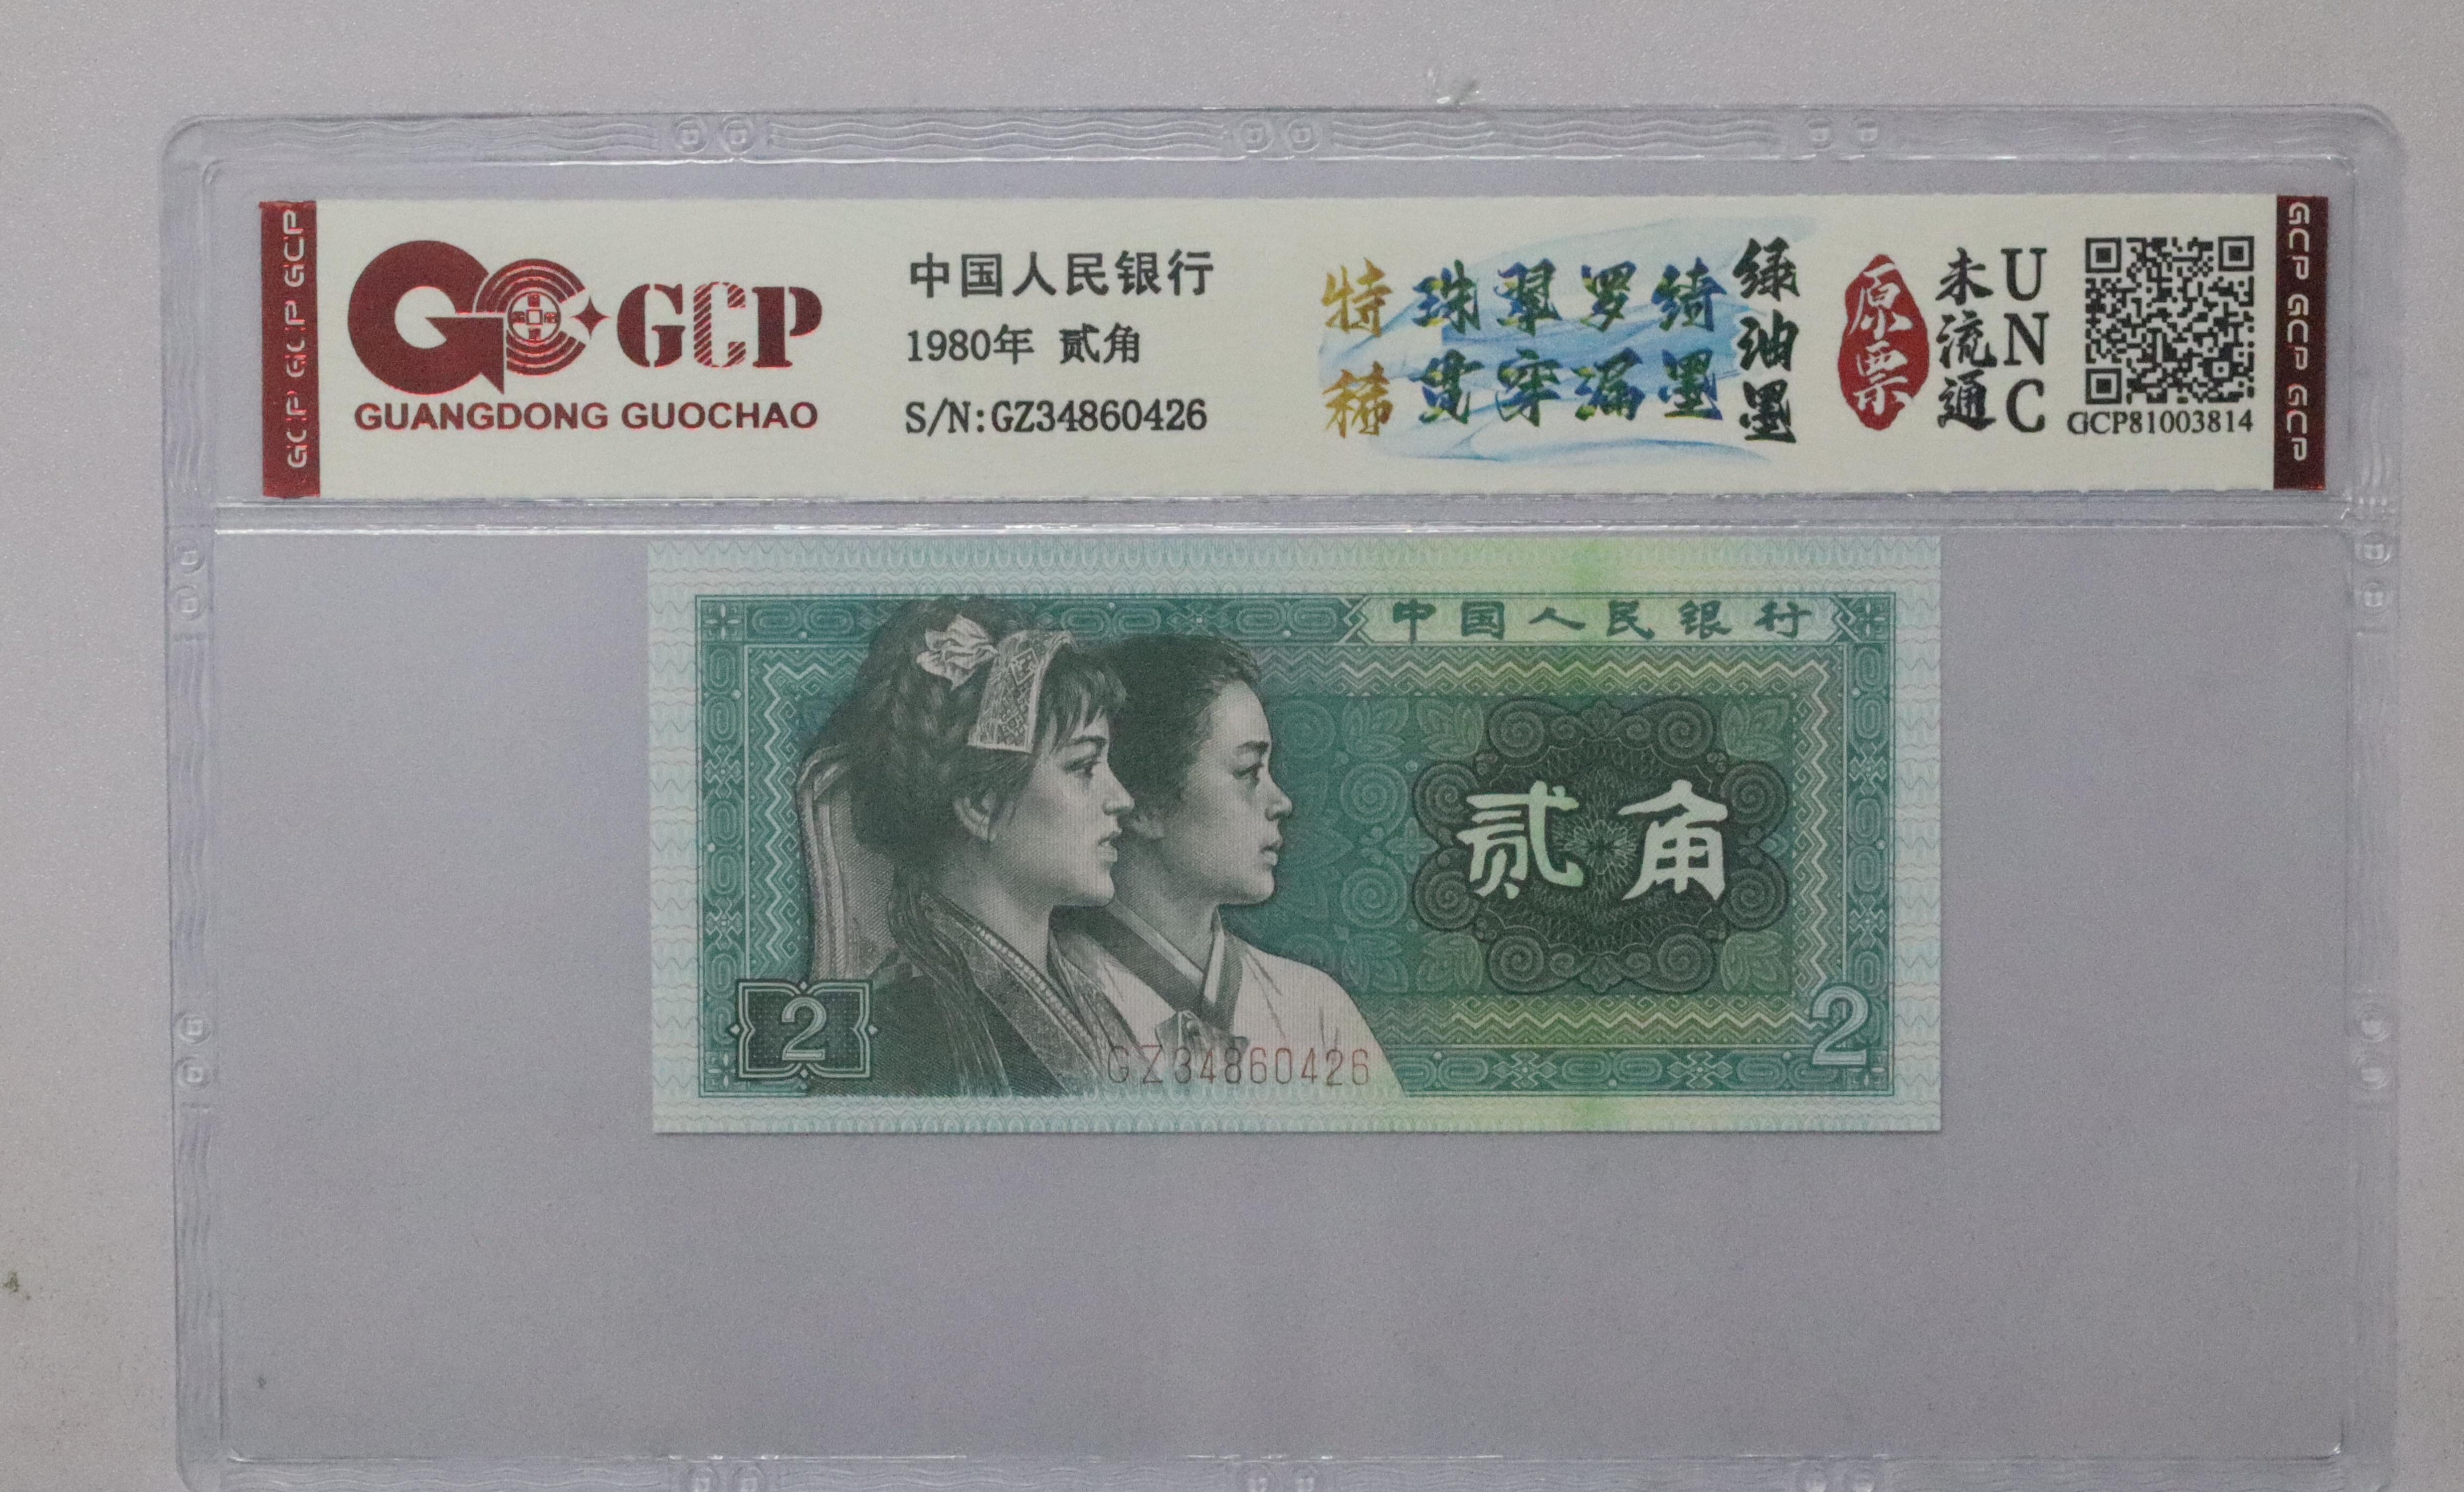 GCP GCP GCP
GCP
GUANGDONG GUOCHAO
中国人民银行
1980年 贰角
S/N:GZ34860426
特稀
珠翠罗绮
贯穿漏墨
绿油墨
原票
未流通
UNC
GCP81003814
GCP GCP GCP
中国人民银行
贰角
2
GZ34860426
2